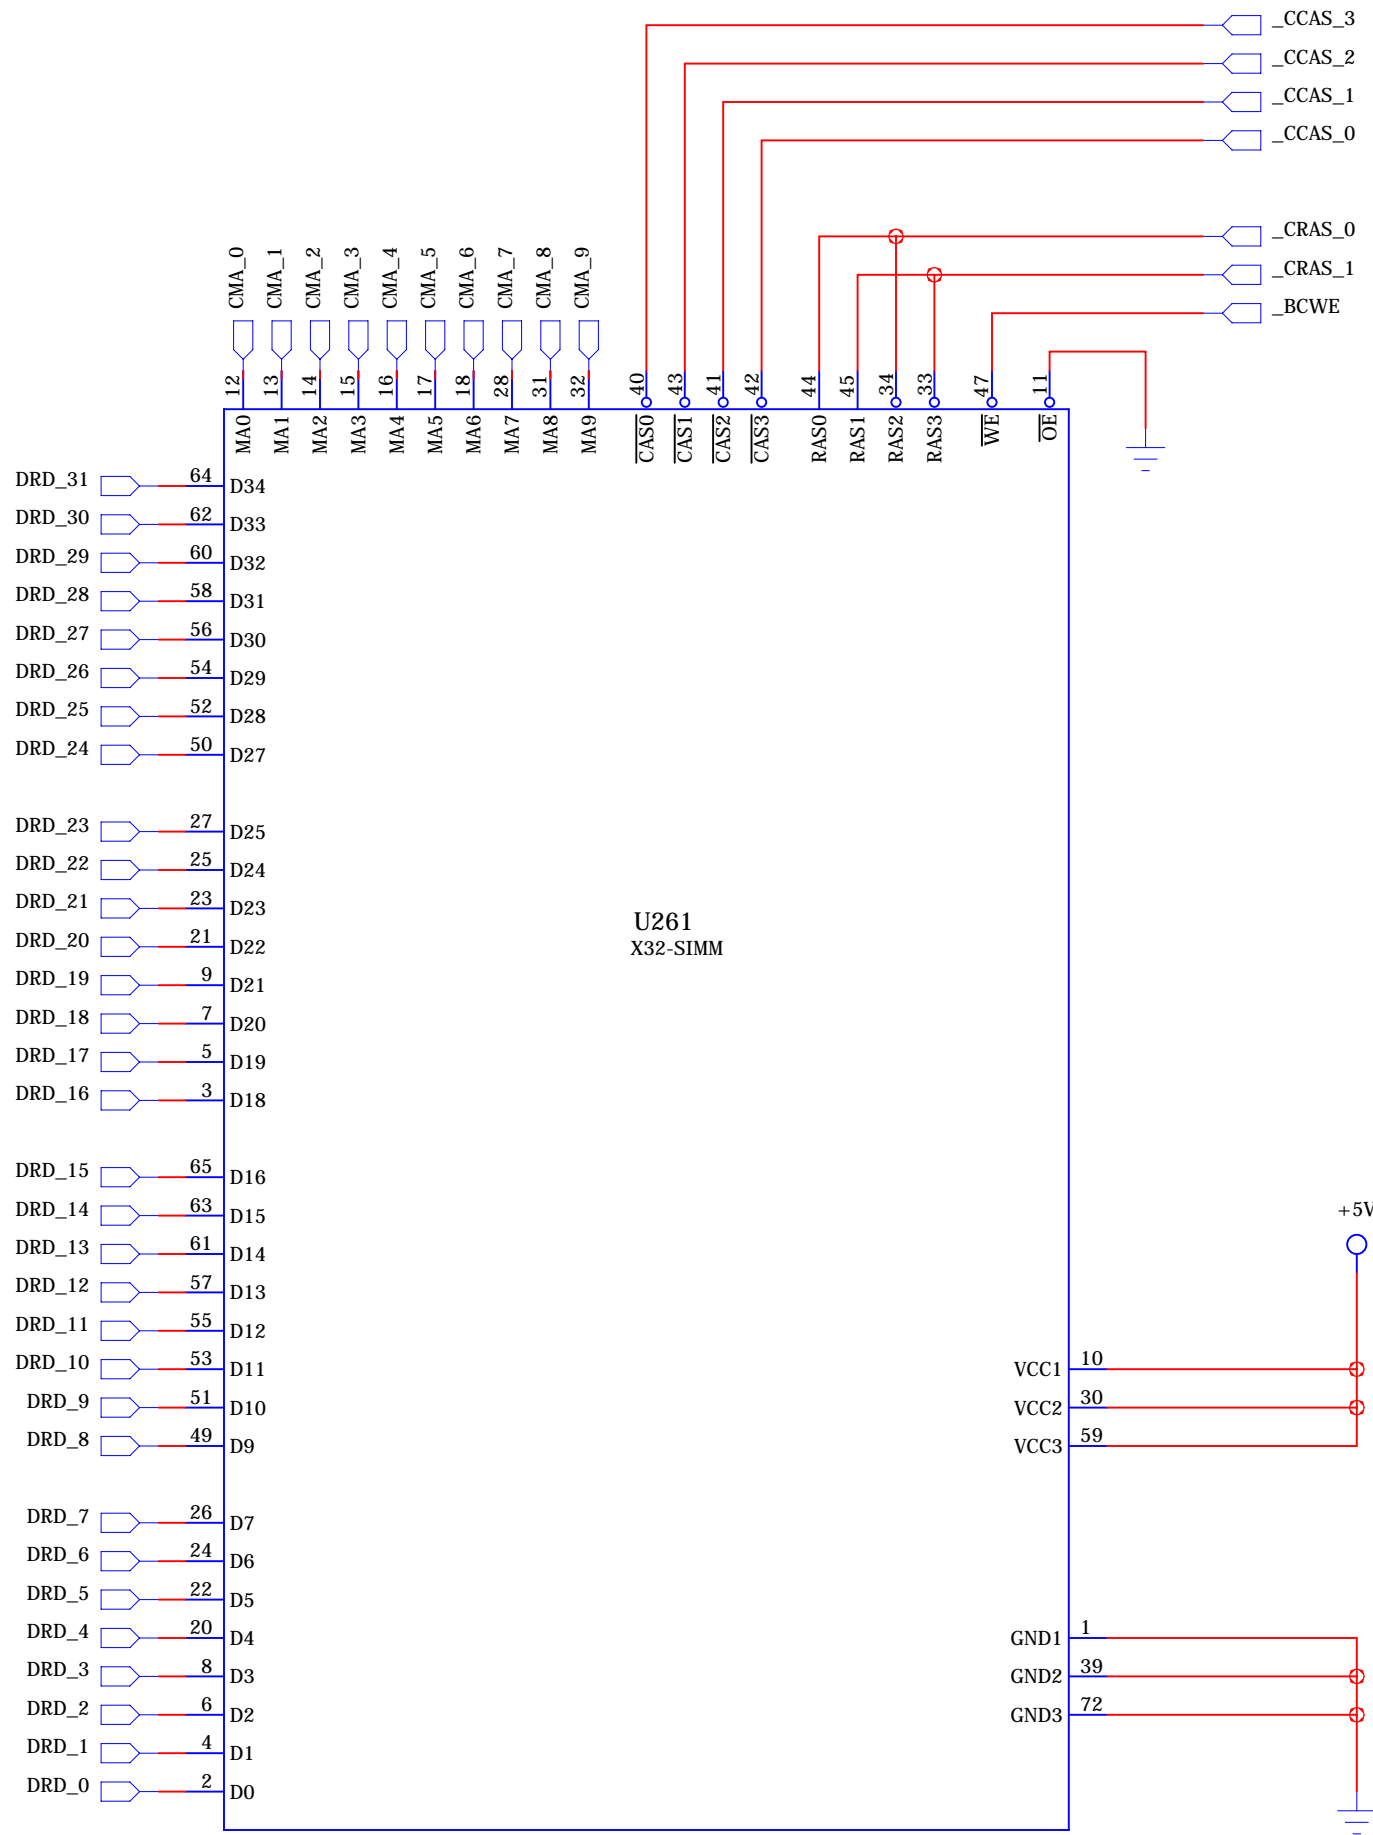 _CCAS_3
_CCAS_2
_CCAS_1
_CCAS_0
_CRAS_0
_CRAS_1
_BCWE
CMA_0
CMA_1
CMA_2
CMA_3
CMA_4
CMA_5
CMA_6
CMA_7
CMA_8
CMA_9
12
13
14
15
16
17
18
28
31
32
40
43
41
42
44
45
34
33
47
11
MA0
MA1
MA2
MA3
MA4
MA5
MA6
MA7
MA8
MA9
CAS0
CAS1
CAS2
CAS3
RAS0
RAS1
RAS2
RAS3
WE
OE
DRD_31 64 D34
DRD_30 62 D33
DRD_29 60 D32
DRD_28 58 D31
DRD_27 56 D30
DRD_26 54 D29
DRD_25 52 D28
DRD_24 50 D27
DRD_23 27 D25
DRD_22 25 D24
DRD_21 23 D23
DRD_20 21 D22
DRD_19 9 D21
DRD_18 7 D20
DRD_17 5 D19
DRD_16 3 D18
U261
X32-SIMM
DRD_15 65 D16
DRD_14 63 D15
DRD_13 61 D14
DRD_12 57 D13
DRD_11 55 D12
DRD_10 53 D11
DRD_9 51 D10
DRD_8 49 D9
DRD_7 26 D7
DRD_6 24 D6
DRD_5 22 D5
DRD_4 20 D4
DRD_3 8 D3
DRD_2 6 D2
DRD_1 4 D1
DRD_0 2 D0
+5V
VCC1 10
VCC2 30
VCC3 59
GND1 1
GND2 39
GND3 72